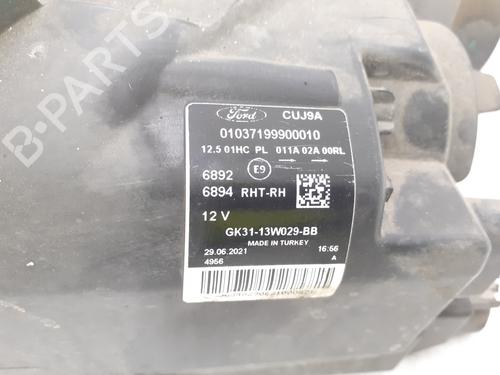 B-PARTS
Ford CUJ9A
01037199900010
12.5 01HC PL 011A 02A 00RL
6892 E9
6894 RHT-RH
12 V
GK31-13W029-BB
MADE IN TURKEY
29.06.2021 16:56
4956 A